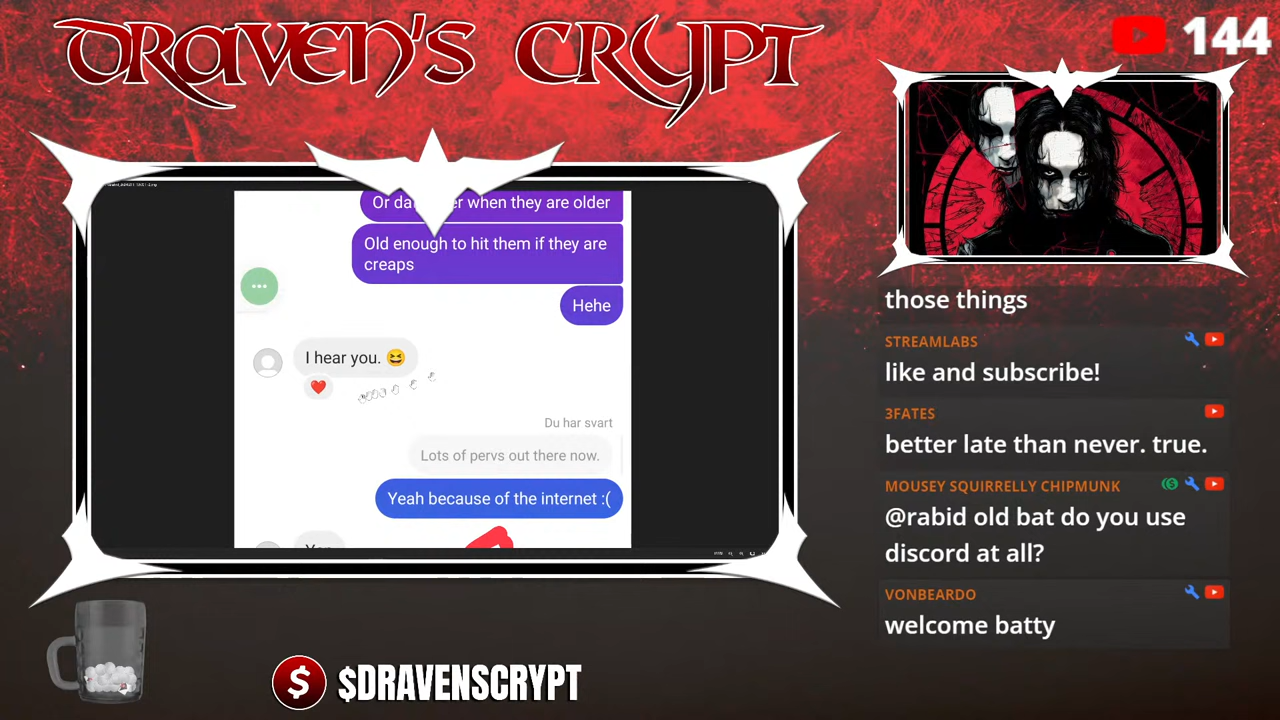 DRAVEN'S CRYPT
144
Or da er when they are older
Old enough to hit them if they are
creaps
Hehe
I hear you. 😆
Du har svart
Lots of pervs out there now.
Yeah because of the internet :(
those things
STREAMLABS
like and subscribe!
3FATES
better late than never. true.
MOUSEY SQUIRRELLY CHIPMUNK
@rabid old bat do you use
discord at all?
VONBEARDO
welcome batty
$ $DRAVENSCRYPT